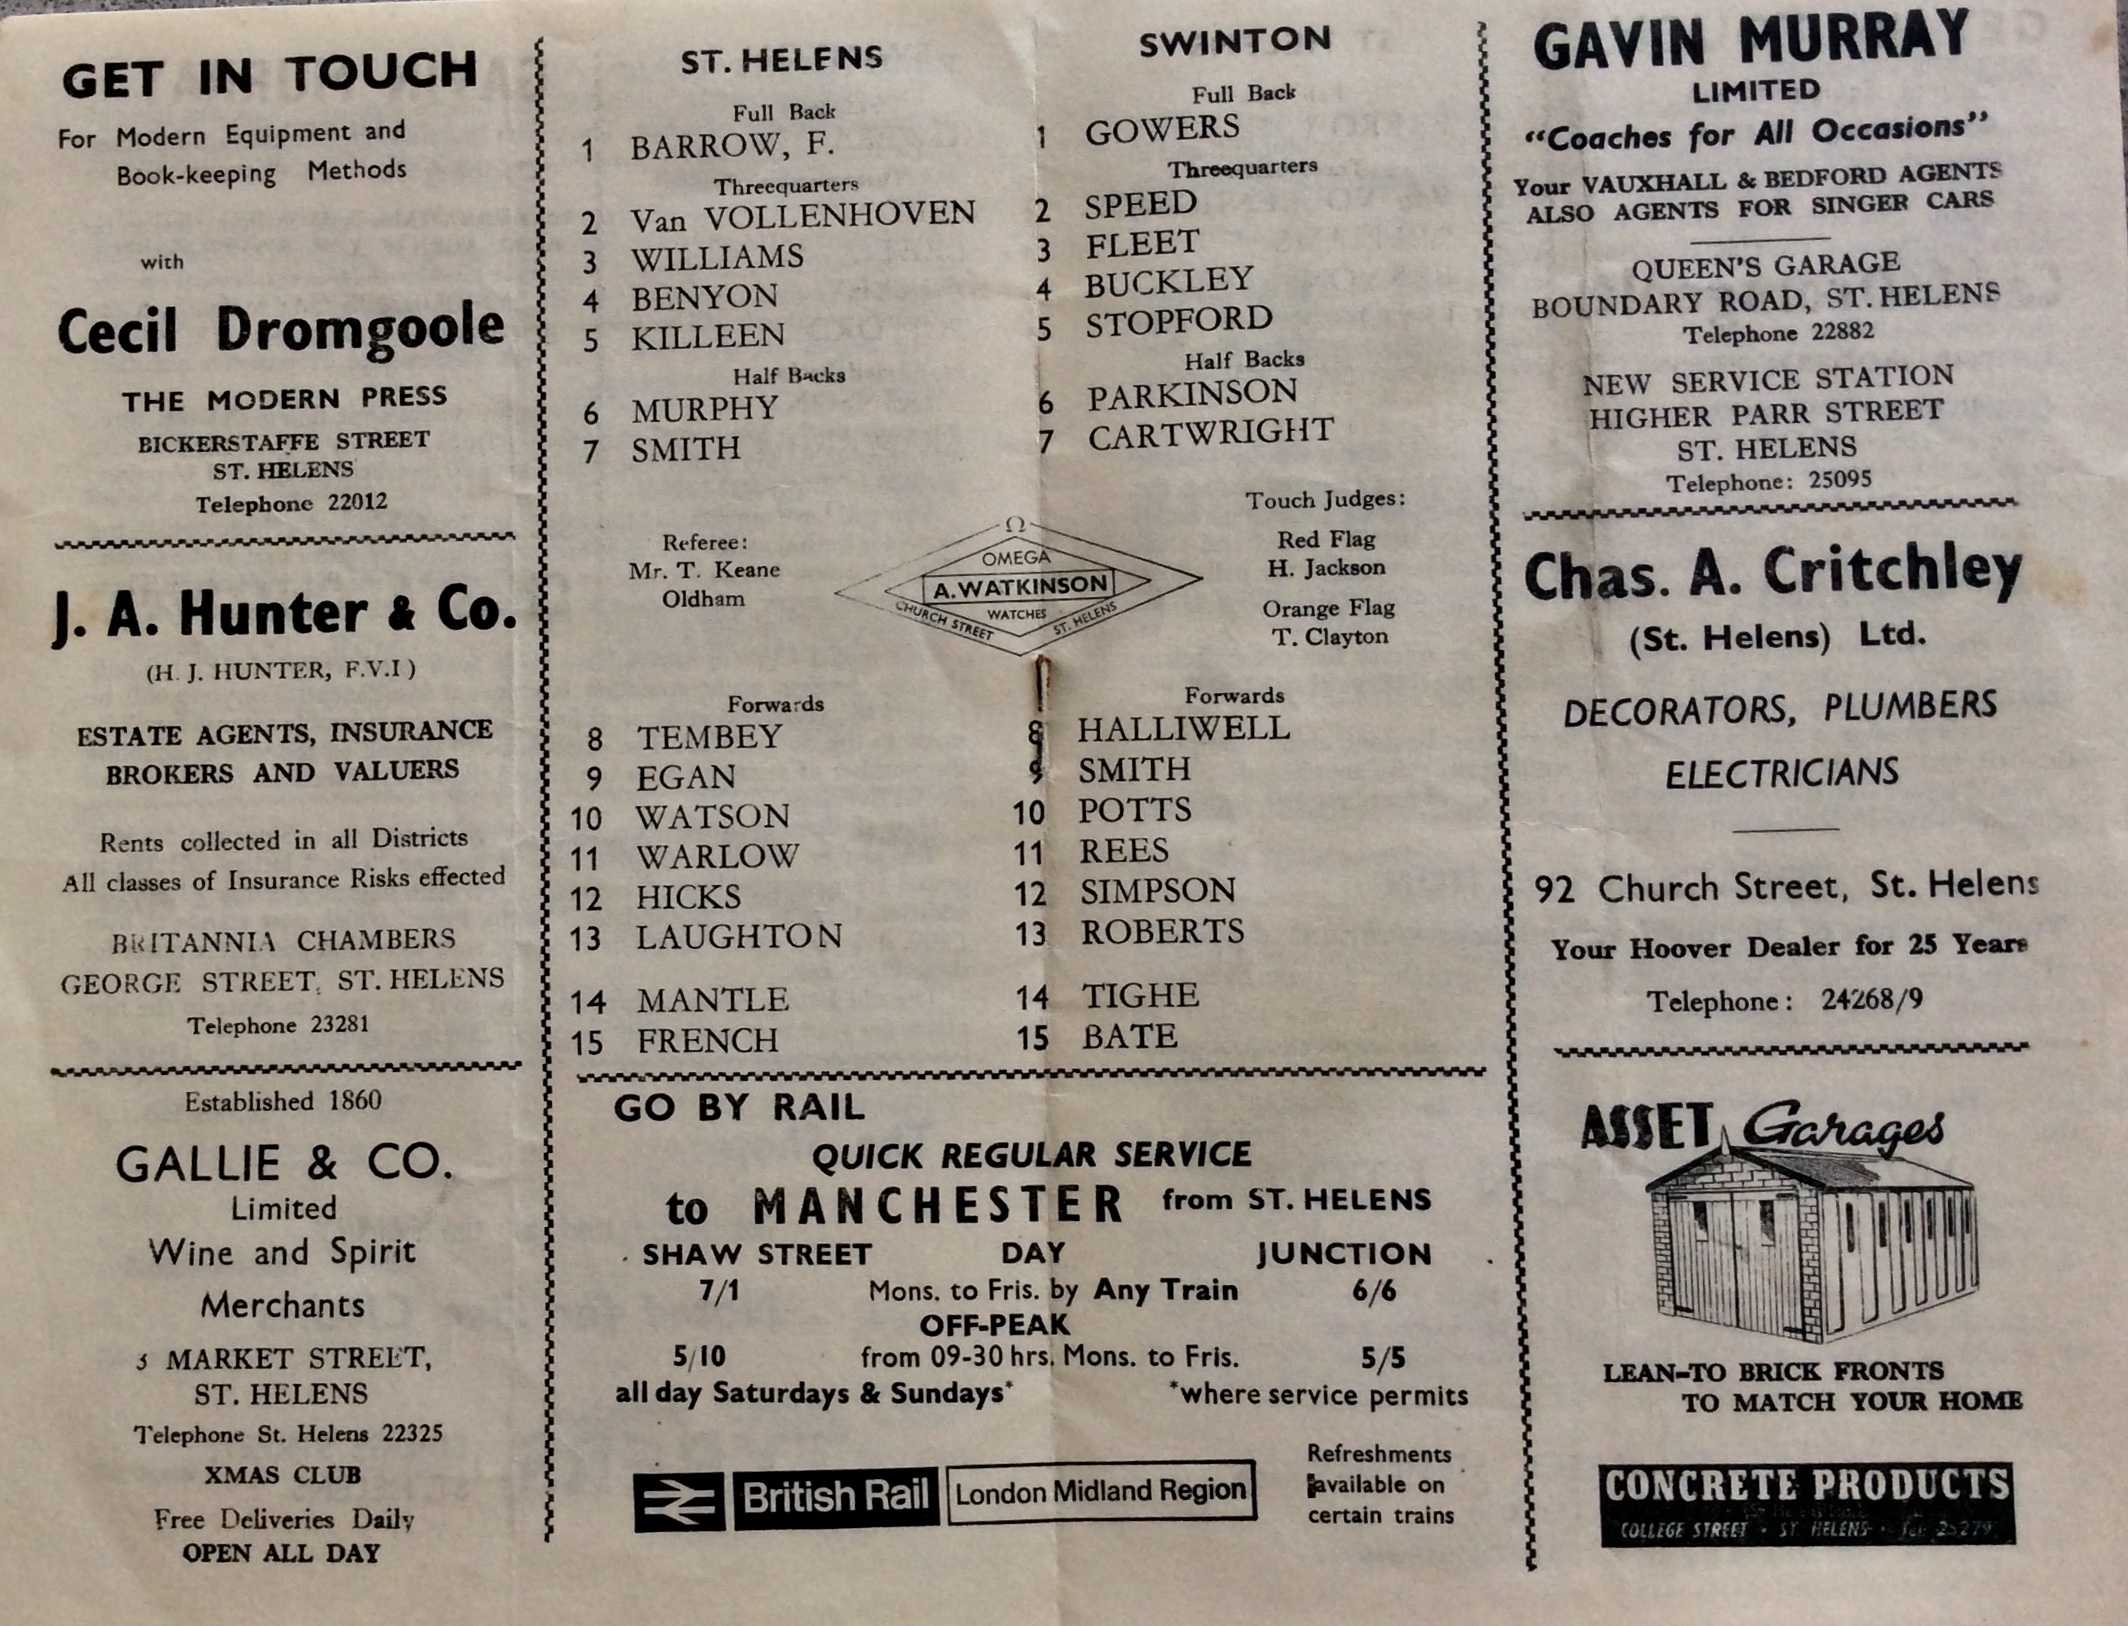 GET IN TOUCH
For Modern Equipment and
Book-keeping Methods
with
Cecil Dromgoole
THE MODERN PRESS
BICKERSTAFFE STREET
ST. HELENS
Telephone 22012
J. A. Hunter & Co.
(H. J. HUNTER, F.V.I)
ESTATE AGENTS, INSURANCE
BROKERS AND VALUERS
Rents collected in all Districts
All classes of Insurance Risks effected
BRITANNIA CHAMBERS
GEORGE STREET, ST. HELENS
Telephone 23281
Established 1860
GALLIE & CO.
Limited
Wine and Spirit
Merchants
3 MARKET STREET,
ST. HELENS
Telephone St. Helens 22325
XMAS CLUB
Free Deliveries Daily
OPEN ALL DAY
ST. HELENS
Full Back
1 BARROW, F.
Threequarters
2 Van VOLLENHOVEN
3 WILLIAMS
4 BENYON
5 KILLEEN
Half Backs
6 MURPHY
7 SMITH
Referee:
Mr. T. Keane
Oldham
Forwards
8 TEMBEY
9 EGAN
10 WATSON
11 WARLOW
12 HICKS
13 LAUGHTON
14 MANTLE
15 FRENCH
Ω
OMEGA
A. WATKINSON
WATCHES
CHURCH STREET ST. HELENS
SWINTON
Full Back
1 GOWERS
Threequarters
2 SPEED
3 FLEET
4 BUCKLEY
5 STOPFORD
Half Backs
6 PARKINSON
7 CARTWRIGHT
Touch Judges:
Red Flag
H. Jackson
Orange Flag
T. Clayton
Forwards
8 HALLIWELL
9 SMITH
10 POTTS
11 REES
12 SIMPSON
13 ROBERTS
14 TIGHE
15 BATE
GO BY RAIL
QUICK REGULAR SERVICE
to MANCHESTER from ST. HELENS
SHAW STREET DAY JUNCTION
7/1 Mons. to Fris. by Any Train 6/6
OFF-PEAK
5/10 from 09-30 hrs. Mons. to Fris. 5/5
all day Saturdays & Sundays* *where service permits
British Rail London Midland Region
Refreshments
available on
certain trains
GAVIN MURRAY
LIMITED
"Coaches for All Occasions"
Your VAUXHALL & BEDFORD AGENTS
ALSO AGENTS FOR SINGER CARS
QUEEN'S GARAGE
BOUNDARY ROAD, ST. HELENS
Telephone 22882
NEW SERVICE STATION
HIGHER PARR STREET
ST. HELENS
Telephone: 25095
Chas. A. Critchley
(St. Helens) Ltd.
DECORATORS, PLUMBERS
ELECTRICIANS
92 Church Street, St. Helens
Your Hoover Dealer for 25 Years
Telephone: 24268/9
ASSET Garages
LEAN-TO BRICK FRONTS
TO MATCH YOUR HOME
CONCRETE PRODUCTS
COLLEGE STREET · ST HELENS · Tel